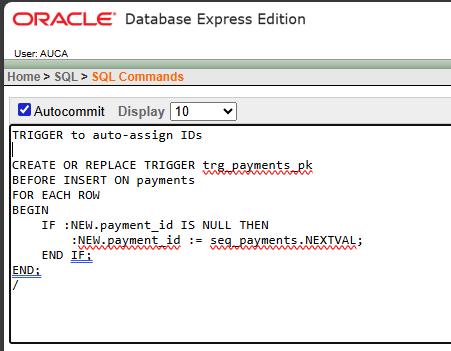 ORACLE® Database Express Edition
User: AUCA
Home > SQL > SQL Commands
Autocommit Display 10
TRIGGER to auto-assign IDs
CREATE OR REPLACE TRIGGER trg_payments_pk
BEFORE INSERT ON payments
FOR EACH ROW
BEGIN
    IF :NEW.payment_id IS NULL THEN
        :NEW.payment_id := seq_payments.NEXTVAL;
    END IF;
END;
/